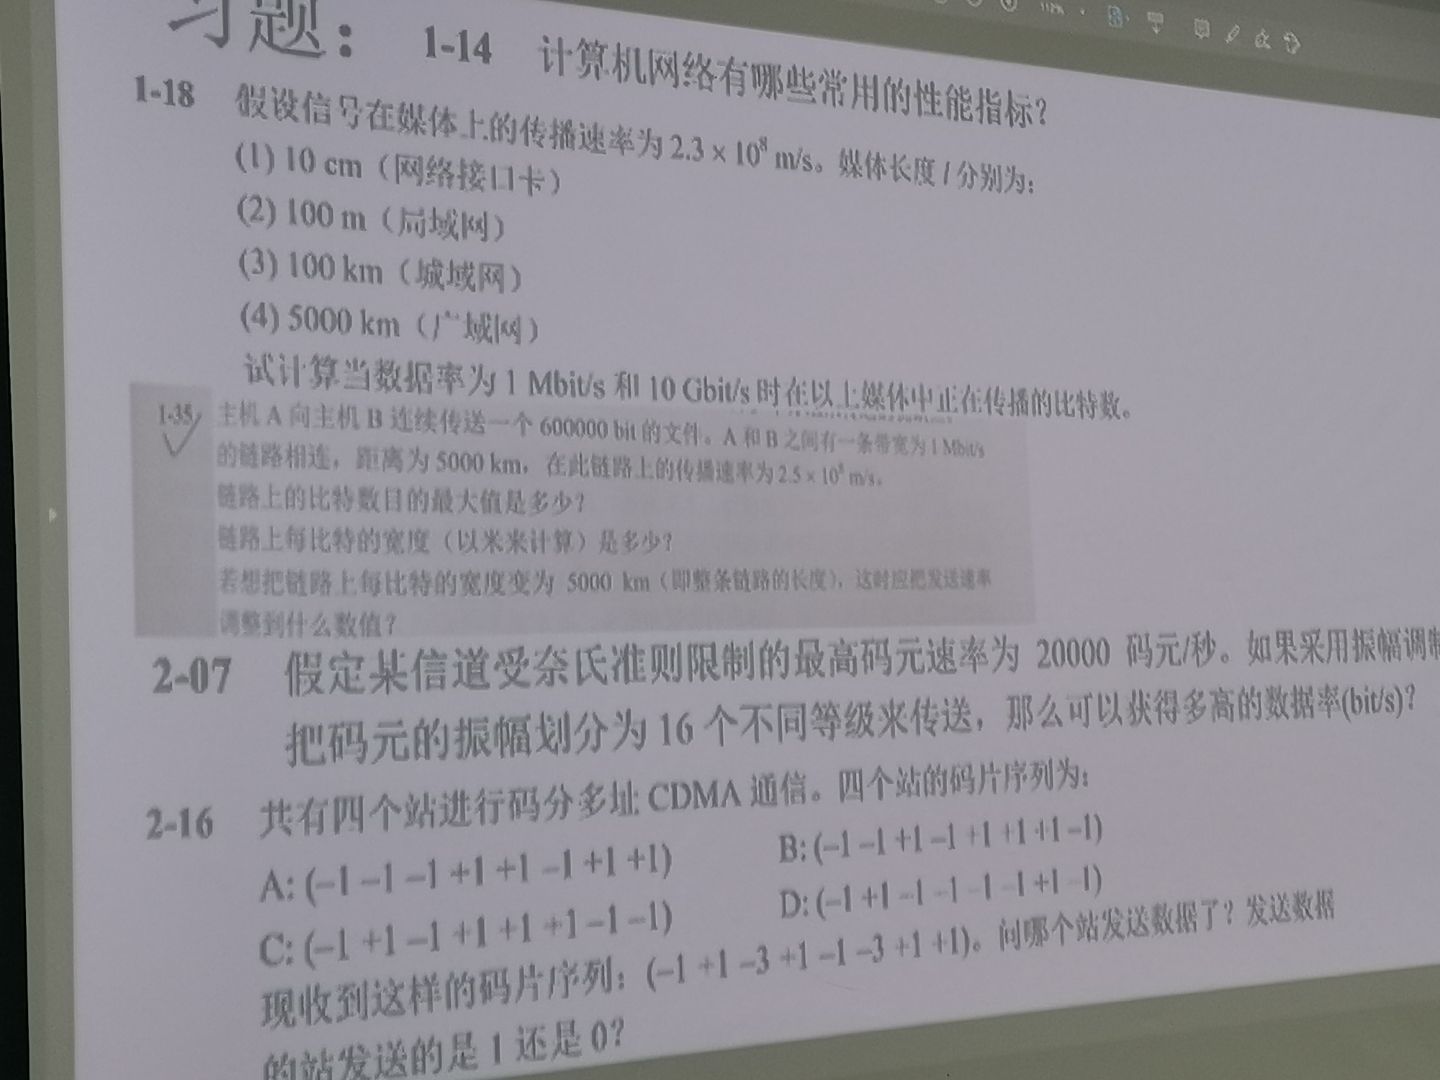 习题：
1-14 计算机网络有哪些常用的性能指标？
1-18 假设信号在媒体上的传播速率为 2.3 × 10⁸ m/s。媒体长度 l 分别为：
(1) 10 cm（网络接口卡）
(2) 100 m（局域网）
(3) 100 km（城域网）
(4) 5000 km（广域网）
试计算当数据率为 1 Mbit/s 和 10 Gbit/s 时在以上媒体中正在传播的比特数。
1-35 主机 A 向主机 B 连续传送一个 600000 bit 的文件。A 和 B 之间有一条带宽为 1 Mbit/s
的链路相连，距离为 5000 km，在此链路上的传播速率为 2.5 × 10⁸ m/s。
链路上的比特数目的最大值是多少？
链路上每比特的宽度（以米来计算）是多少？
若想把链路上每比特的宽度变为 5000 km（即整条链路的长度），这时应把发送速率
调整到什么数值？
2-07 假定某信道受奈氏准则限制的最高码元速率为 20000 码元/秒。如果采用振幅调制
把码元的振幅划分为 16 个不同等级来传送，那么可以获得多高的数据率(bit/s)？
2-16 共有四个站进行码分多址 CDMA 通信。四个站的码片序列为：
A: (–1 –1 –1 +1 +1 –1 +1 +1) B: (–1 –1 +1 –1 +1 +1 +1 –1)
C: (–1 +1 –1 +1 +1 +1 –1 –1) D: (–1 +1 –1 –1 –1 –1 +1 –1)
现收到这样的码片序列：(–1 +1 –3 +1 –1 –3 +1 +1)。问哪个站发送数据了？发送数据
的站发送的是 1 还是 0？